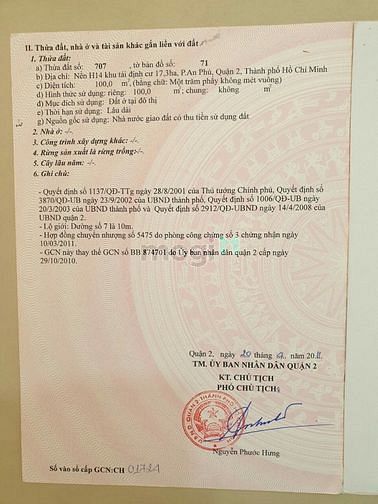 II. Thửa đất, nhà ở và tài sản khác gắn liền với đất
1. Thửa đất:
a) Thửa đất số: 707, tờ bản đồ số: 71
b) Địa chỉ: Nền H14 khu tái định cư 17,3ha, P.An Phú, Quận 2, Thành phố Hồ Chí Minh
c) Diện tích: 100,0 m², (bằng chữ: Một trăm phẩy không mét vuông)
d) Hình thức sử dụng: riêng: 100,0 m²; chung: không m²
đ) Mục đích sử dụng: Đất ở tại đô thị
e) Thời hạn sử dụng: Lâu dài
g) Nguồn gốc sử dụng: Nhà nước giao đất có thu tiền sử dụng đất
2. Nhà ở: -/-.
3. Công trình xây dựng khác: -/-.
4. Rừng sản xuất là rừng trồng: -/-.
5. Cây lâu năm: -/-.
6. Ghi chú:
- Quyết định số 1137/QĐ-TTg ngày 28/8/2001 của Thủ tướng Chính phủ, Quyết định số
3870/QĐ-UB ngày 23/9/2002 của UBND thành phố. Quyết định số 1006/QĐ-UB ngày
20/3/2003 của UBND thành phố và Quyết định số 2912/QĐ-UBND ngày 14/4/2008 của
UBND quận 2.
- Lộ giới: Đường số 7 là 10m.
- Hợp đồng chuyển nhượng số 5475 do phòng công chứng số 3 chứng nhận ngày
10/03/2011.
- GCN này thay thế GCN số BB 874701 do Ủy ban nhân dân quận 2 cấp ngày
29/10/2010.
mogi
Quận 2, ngày 20 tháng năm 2011
TM. ỦY BAN NHÂN DÂN QUẬN 2
KT. CHỦ TỊCH
PHÓ CHỦ TỊCH
U.B.N.D QUẬN 2 THÀNH PHỐ
Nguyễn Phước Hưng
Số vào sổ cấp GCN:CH 01724